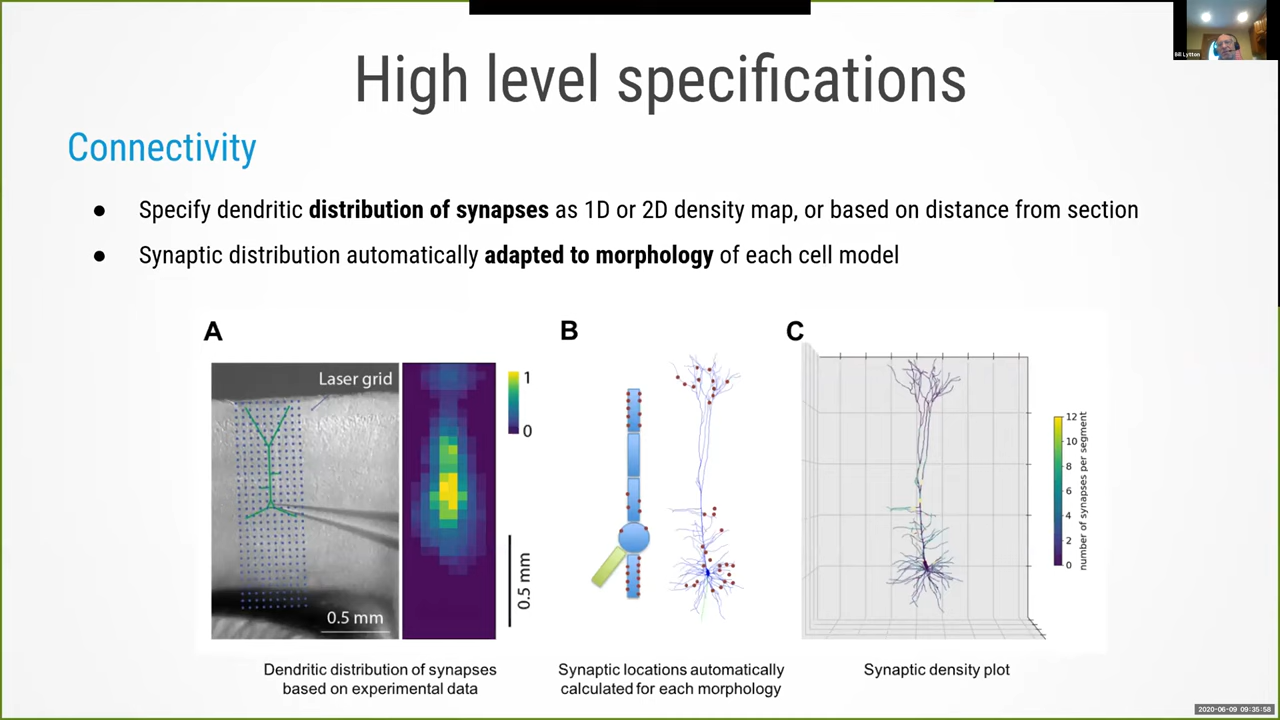 Bill Lytton
High level specifications
Connectivity
● Specify dendritic distribution of synapses as 1D or 2D density map, or based on distance from section
● Synaptic distribution automatically adapted to morphology of each cell model
A
Laser grid
0.5 mm
1
0
0.5 mm
B
C
12
10
8
6
4
2
0
number of synapses per segment
Dendritic distribution of synapses
based on experimental data
Synaptic locations automatically
calculated for each morphology
Synaptic density plot
2020-06-09 09:35:58